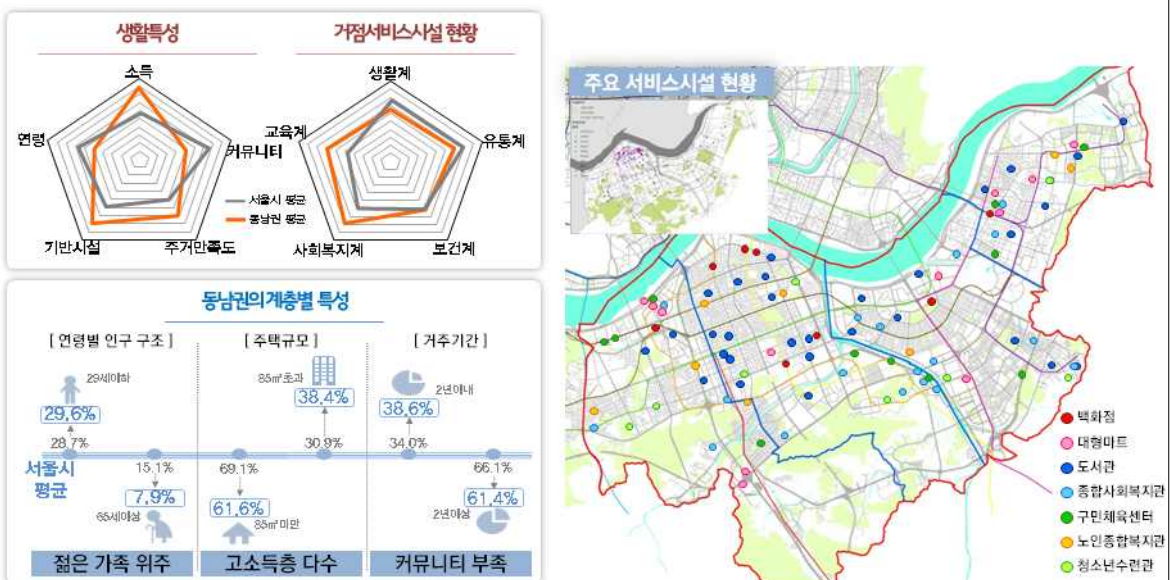 생활특성
소득
연령
커뮤니티
기반시설
주거만족도
서울시 평균
동남권 평균
거점서비스시설 현황
생활계
교육계
유통계
사회복지계
보건계
동남권의 계층별 특성
[ 연령별 인구 구조 ]
[ 주택규모 ]
[ 거주기간 ]
29세이하
29.6%
28.7%
서울시
평균
15.1%
7.9%
65세이상
85㎡초과
38.4%
30.9%
69.1%
61.6%
85㎡미만
2년이내
38.6%
34.0%
66.1%
61.4%
2년이상
젊은 가족 위주
고소득층 다수
커뮤니티 부족
주요 서비스시설 현황
백화점
대형마트
도서관
종합사회복지관
구민체육센터
노인종합복지관
청소년수련관